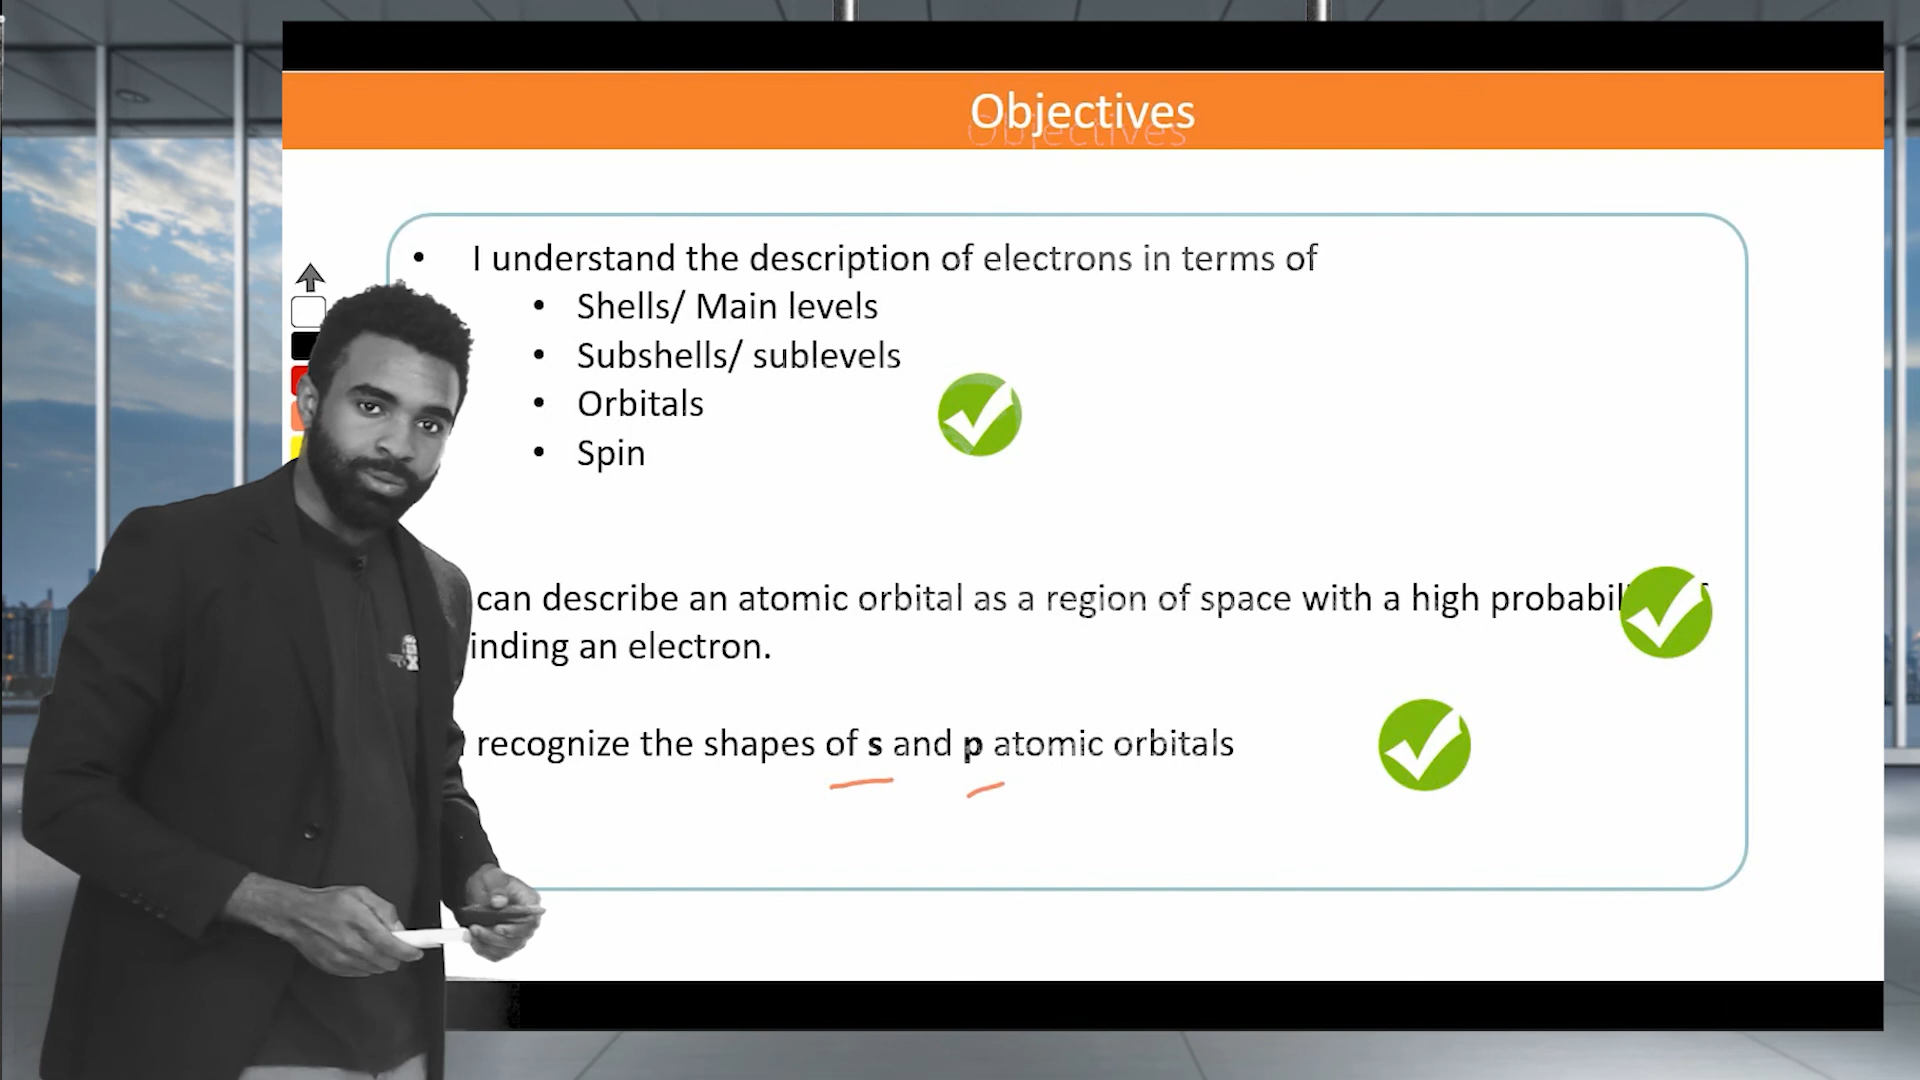 Objectives
• I understand the description of electrons in terms of
• Shells/ Main levels
• Subshells/ sublevels
• Orbitals
• Spin
can describe an atomic orbital as a region of space with a high
inding an electron.
recognize the shapes of s and p atomic orbitals